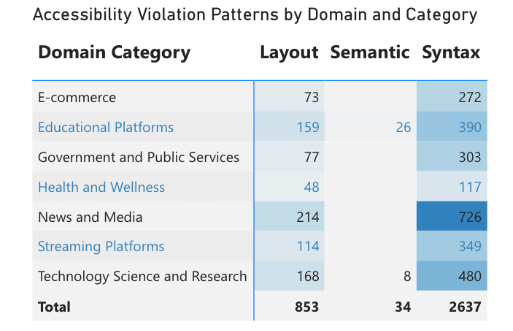 Accessibility Violation Patterns by Domain and Category
Domain Category Layout Semantic Syntax
E-commerce 73 272
Educational Platforms 159 26 390
Government and Public Services 77 303
Health and Wellness 48 117
News and Media 214 726
Streaming Platforms 114 349
Technology Science and Research 168 8 480
Total 853 34 2637